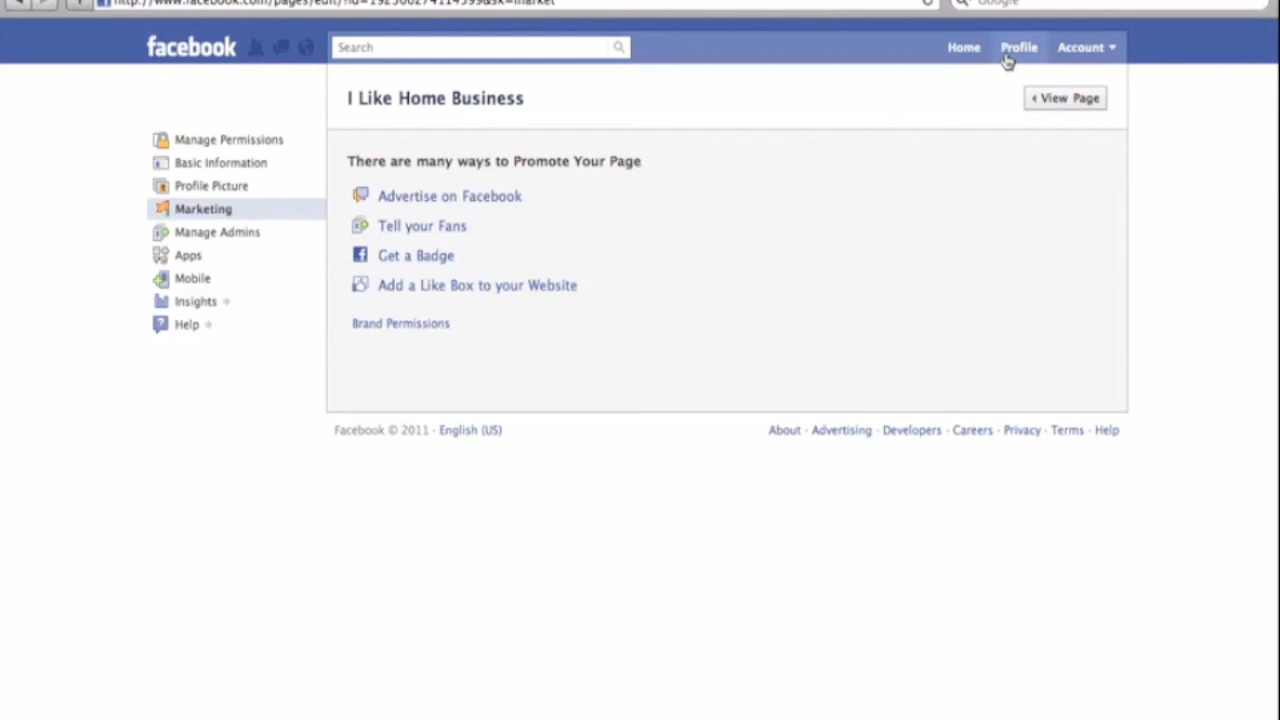 facebook
Search
Home
Profile
Account
I Like Home Business
View Page
Manage Permissions
Basic Information
Profile Picture
Marketing
Manage Admins
Apps
Mobile
Insights
Help
There are many ways to Promote Your Page
Advertise on Facebook
Tell your Fans
Get a Badge
Add a Like Box to your Website
Brand Permissions
Facebook © 2011 · English (US)
About · Advertising · Developers · Careers · Privacy · Terms · Help